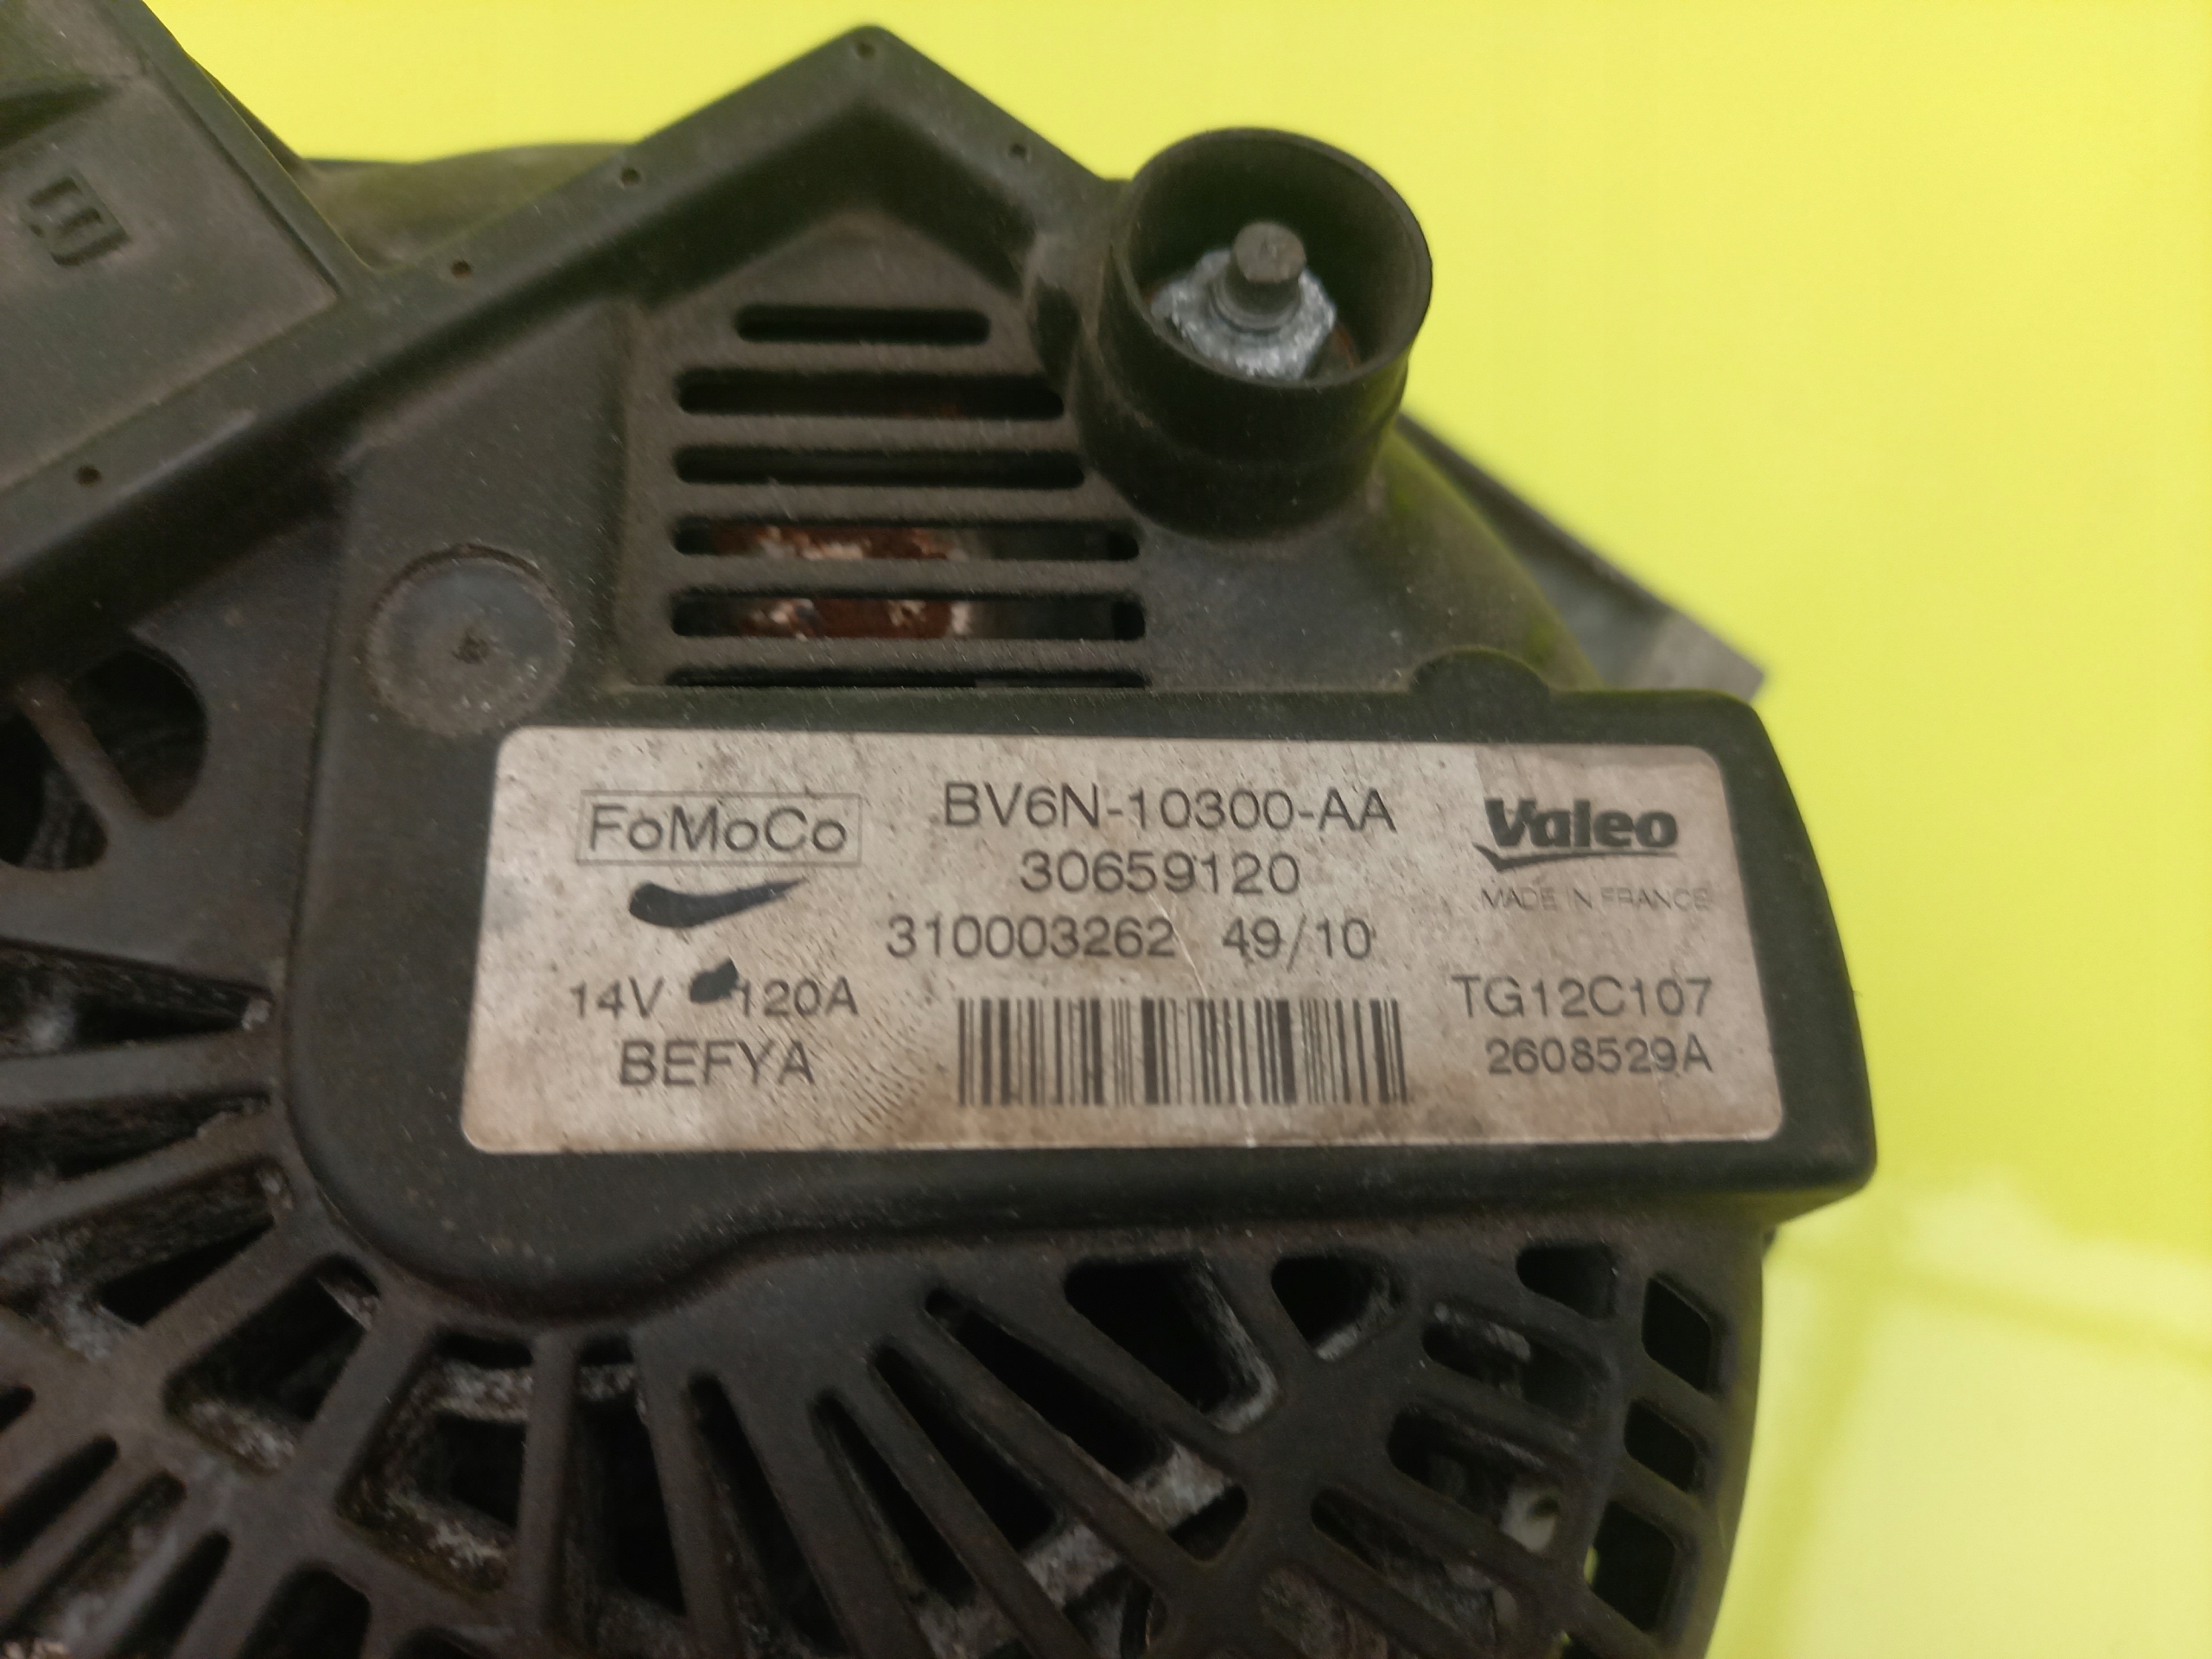 FoMoCo
BV6N-10300-AA
30659120
310003262 49/10
Valeo
MADE IN FRANCE
14V 120A
BEFYA
TG12C107
2608529A